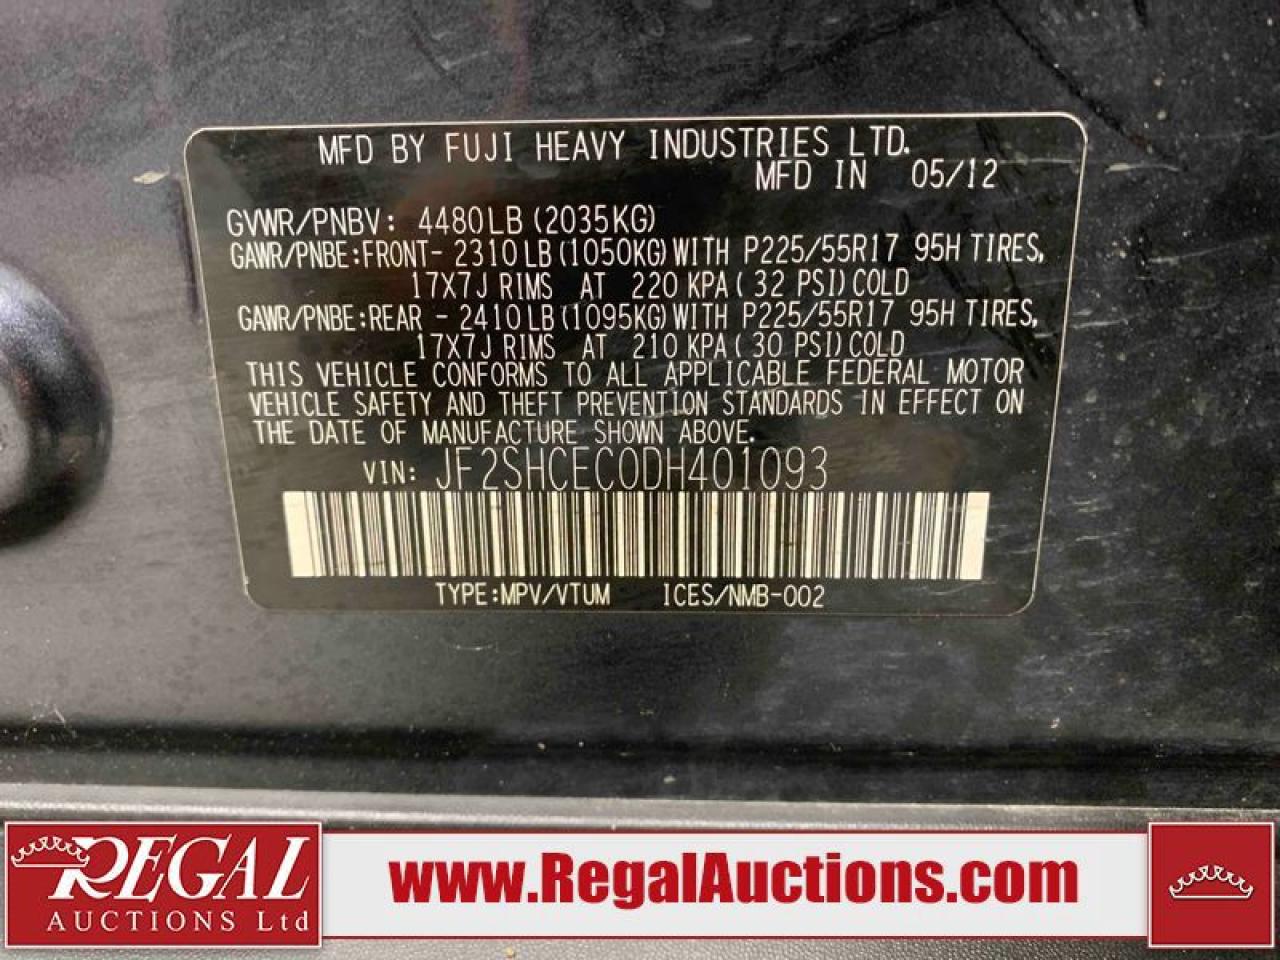 MFD BY FUJI HEAVY INDUSTRIES LTD.
MFD IN 05/12
GVWR/PNBV: 4480LB (2035KG)
GAWR/PNBE:FRONT- 2310LB (1050KG) WITH P225/55R17 95H TIRES,
17X7J RIMS AT 220 KPA ( 32 PSI) COLD
GAWR/PNBE:REAR - 2410LB (1095KG) WITH P225/55R17 95H TIRES,
17X7J RIMS AT 210 KPA ( 30 PSI) COLD
THIS VEHICLE CONFORMS TO ALL APPLICABLE FEDERAL MOTOR
VEHICLE SAFETY AND THEFT PREVENTION STANDARDS IN EFFECT ON
THE DATE OF MANUFACTURE SHOWN ABOVE.
VIN: JF2SHCEC0DH401093
TYPE:MPV/VTUM ICES/NMB-002
REGAL
AUCTIONS Ltd
www.RegalAuctions.com